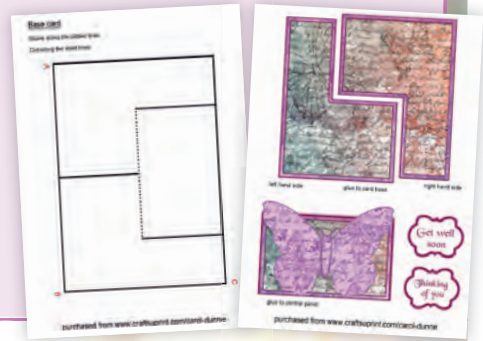 Base card
Score along the dotted lines
Cut along the solid lines
A
B
C
purchased from www.craftsuprint.com/carol-dunne
left hand side
glue to card base
right hand side
Get well
soon
Thinking
of you
glue to central panel
purchased from www.craftsuprint.com/carol-dunne